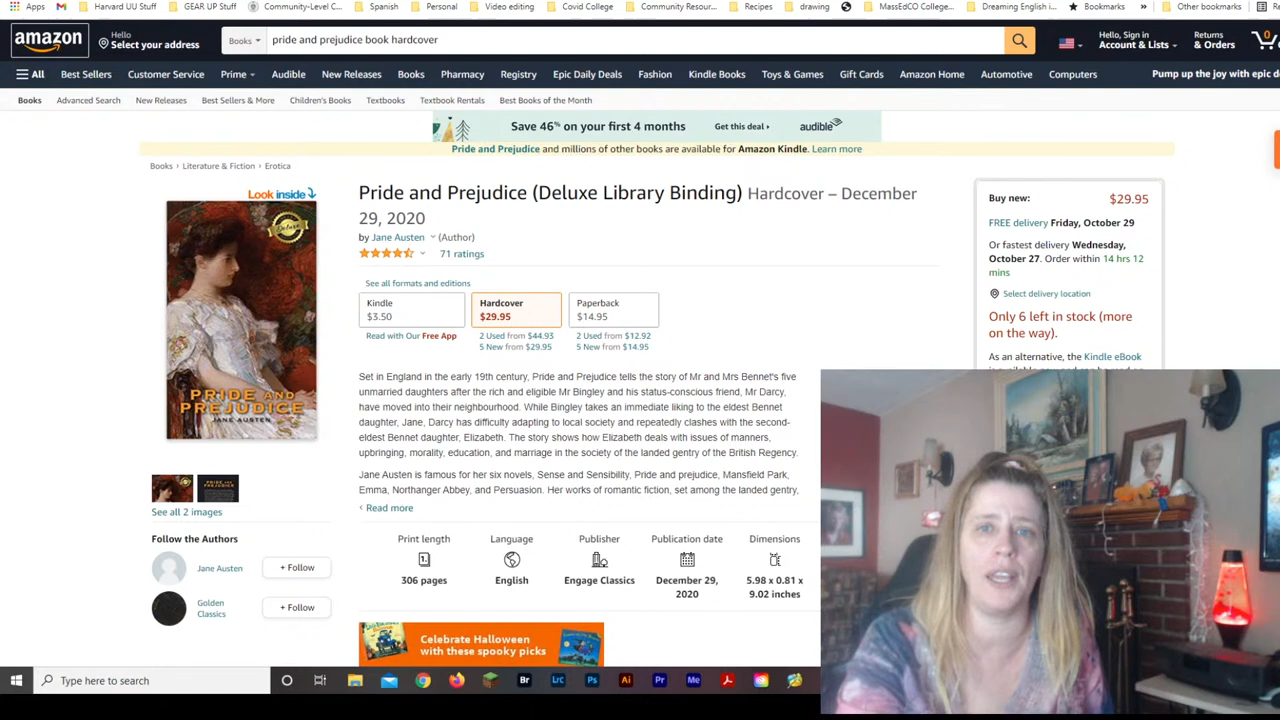 Apps
Harvard UU Stuff
GEAR UP Stuff
Community-Level C...
Spanish
Personal
Video editing
Covid College
Community Resour...
Recipes
drawing
MassEdCO College...
Dreaming English i...
Bookmarks
»
Other bookmarks
amazon
Hello
Select your address
Books
pride and prejudice book hardcover
Hello, Sign in
Account & Lists
Returns
& Orders
0
All
Best Sellers
Customer Service
Prime
Audible
New Releases
Books
Pharmacy
Registry
Epic Daily Deals
Fashion
Kindle Books
Toys & Games
Gift Cards
Amazon Home
Automotive
Computers
Pump up the joy with epic d
Books
Advanced Search
New Releases
Best Sellers & More
Children's Books
Textbooks
Textbook Rentals
Best Books of the Month
Save 46% on your first 4 months
Get this deal ›
audible
Pride and Prejudice and millions of other books are available for Amazon Kindle. Learn more
Books › Literature & Fiction › Erotica
Look inside
Deluxe
PRIDE AND
PREJUDICE
JANE AUSTEN
See all 2 images
Follow the Authors
Jane Austen
+ Follow
Golden
Classics
+ Follow
Pride and Prejudice (Deluxe Library Binding) Hardcover – December
29, 2020
by Jane Austen (Author)
71 ratings
See all formats and editions
Kindle
$3.50
Hardcover
$29.95
Paperback
$14.95
Read with Our Free App
2 Used from $44.93
5 New from $29.95
2 Used from $12.92
5 New from $14.95
Set in England in the early 19th century, Pride and Prejudice tells the story of Mr and Mrs Bennet's five
unmarried daughters after the rich and eligible Mr Bingley and his status-conscious friend, Mr Darcy,
have moved into their neighbourhood. While Bingley takes an immediate liking to the eldest Bennet
daughter, Jane, Darcy has difficulty adapting to local society and repeatedly clashes with the second-
eldest Bennet daughter, Elizabeth. The story shows how Elizabeth deals with issues of manners,
upbringing, morality, education, and marriage in the society of the landed gentry of the British Regency.
Jane Austen is famous for her six novels, Sense and Sensibility, Pride and prejudice, Mansfield Park,
Emma, Northanger Abbey, and Persuasion. Her works of romantic fiction, set among the landed gentry,
Read more
Print length
306 pages
Language
English
Publisher
Engage Classics
Publication date
December 29,
2020
Dimensions
5.98 x 0.81 x
9.02 inches
Celebrate Halloween
with these spooky picks
Buy new:
$29.95
FREE delivery Friday, October 29
Or fastest delivery Wednesday,
October 27. Order within 14 hrs 12
mins
Select delivery location
Only 6 left in stock (more
on the way).
As an alternative, the Kindle eBook
Type here to search
Br
Lrc
Ps
Ai
Pr
Me